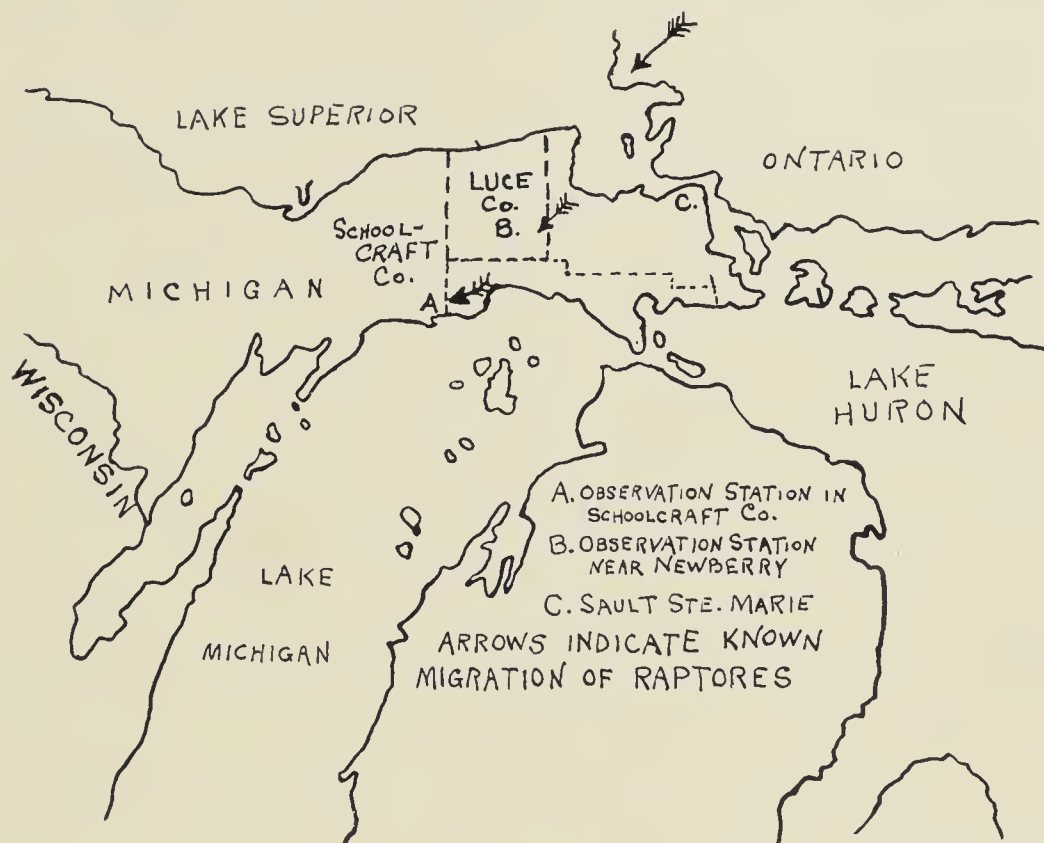 LAKE SUPERIOR
ONTARIO
LUCE
Co.
B.
C.
SCHOOL-
CRAFT
Co.
MICHIGAN
A
WISCONSIN
LAKE
HURON
A. OBSERVATION STATION IN
SCHOOLCRAFT Co.
B. OBSERVATION STATION
NEAR NEWBERRY
C. SAULT STE. MARIE
ARROWS INDICATE KNOWN
MIGRATION OF RAPTORES
LAKE
MICHIGAN